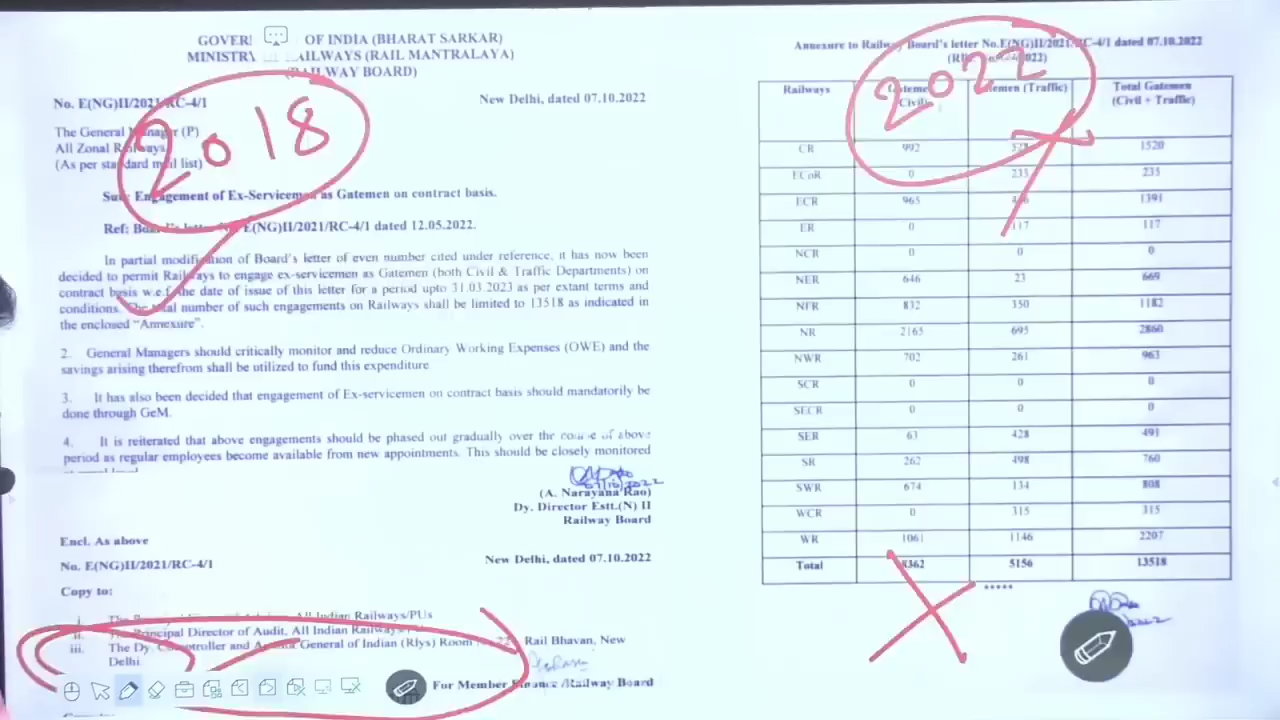 GOVER OF INDIA (BHARAT SARKAR)
MINISTRY RAILWAYS (RAIL MANTRALAYA)
(RAILWAY BOARD)
No. E(NG)II/2021/RC-4/1
New Delhi, dated 07.10.2022
2018
The General Manager (P)
All Zonal Railways
(As per standard mail list)
Sub: Engagement of Ex-Servicemen as Gatemen on contract basis.
Ref: Board's letter No. E(NG)II/2021/RC-4/1 dated 12.05.2022.
In partial modification of Board's letter of even number cited under reference, it has now been
decided to permit Railways to engage ex-servicemen as Gatemen (both Civil & Traffic Departments) on
contract basis w.e.f. the date of issue of this letter for a period upto 31.03.2023 as per extant terms and
conditions. The total number of such engagements on Railways shall be limited to 13518 as indicated in
the enclosed "Annexure".
2. General Managers should critically monitor and reduce Ordinary Working Expenses (OWE) and the
savings arising therefrom shall be utilized to fund this expenditure
3. It has also been decided that engagement of Ex-servicemen on contract basis should mandatorily be
done through GeM.
4. It is reiterated that above engagements should be phased out gradually over the course of above
period as regular employees become available from new appointments. This should be closely monitored
07/10/2022
(A. Narayana Rao)
Dy. Director Estt.(N) II
Railway Board
Encl. As above
No. E(NG)II/2021/RC-4/1
New Delhi, dated 07.10.2022
Copy to:
i. All Indian Railways/PUs
ii. The Principal Director of Audit, All Indian Railways
iii. The Dy. Comptroller and General of Indian (Rlys) Room Rail Bhavan, New
Delhi
For Member Finance /Railway Board
Annexure to Railway Board's letter No.E(NG)II/2021/RC-4/1 dated 07.10.2022
2022
Railways Gatemen (Civil) Gatemen (Traffic) Total Gatemen (Civil + Traffic)
CR 992 528 1520
ECoR 0 235 235
ECR 965 426 1391
ER 0 117 117
NCR 0 0 0
NER 646 23 669
NFR 832 350 1182
NR 2165 695 2860
NWR 702 261 963
SCR 0 0 0
SECR 0 0 0
SER 63 428 491
SR 262 498 760
SWR 674 134 808
WCR 0 315 315
WR 1061 1146 2207
Total 8362 5156 13518
*****